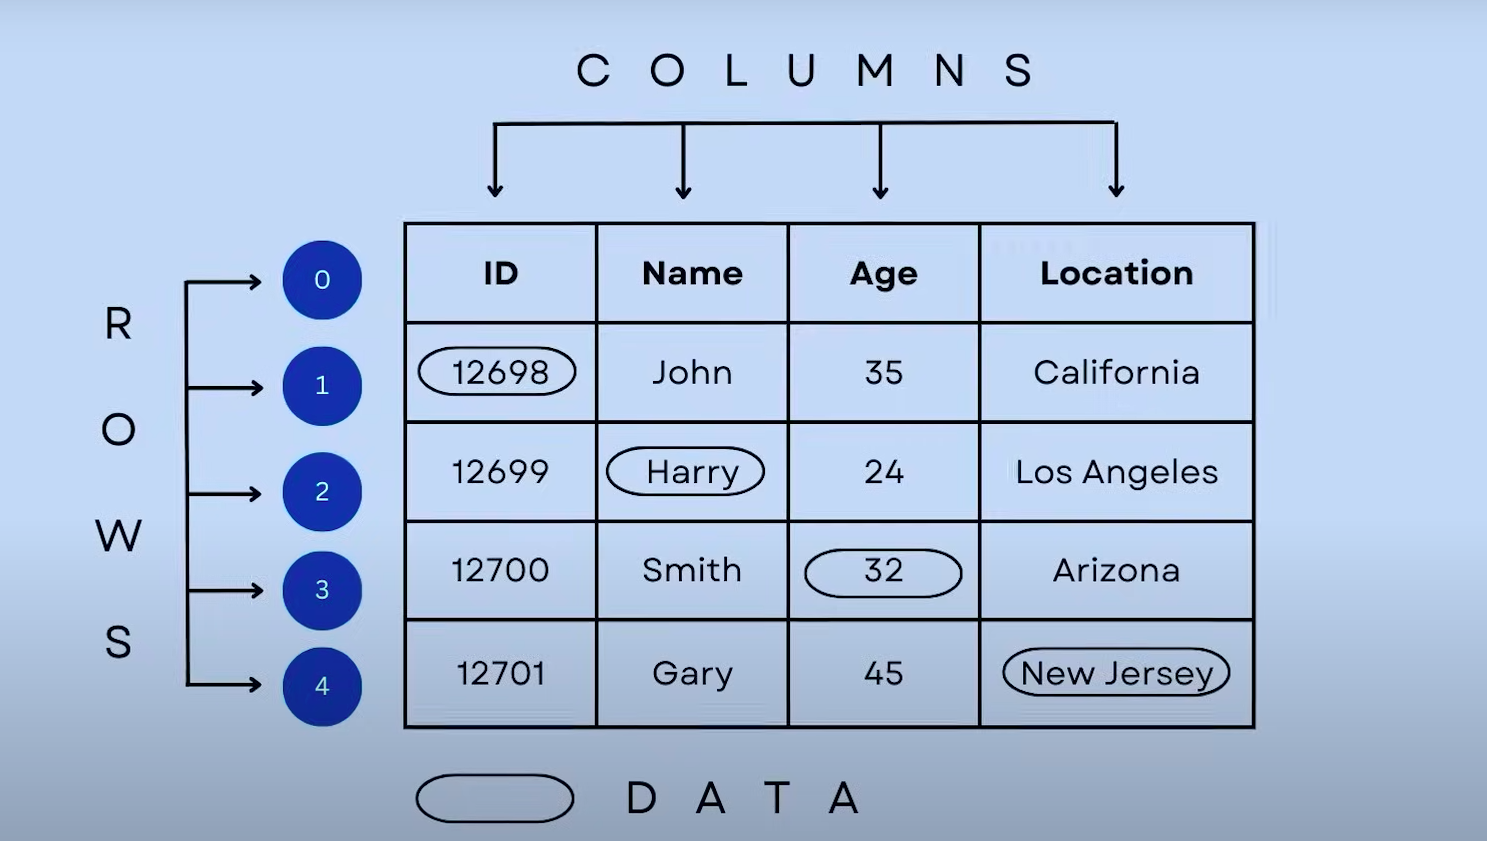 C O L U M N S
R
O
W
S
0 ID Name Age Location
1 12698 John 35 California
2 12699 Harry 24 Los Angeles
3 12700 Smith 32 Arizona
4 12701 Gary 45 New Jersey
D A T A